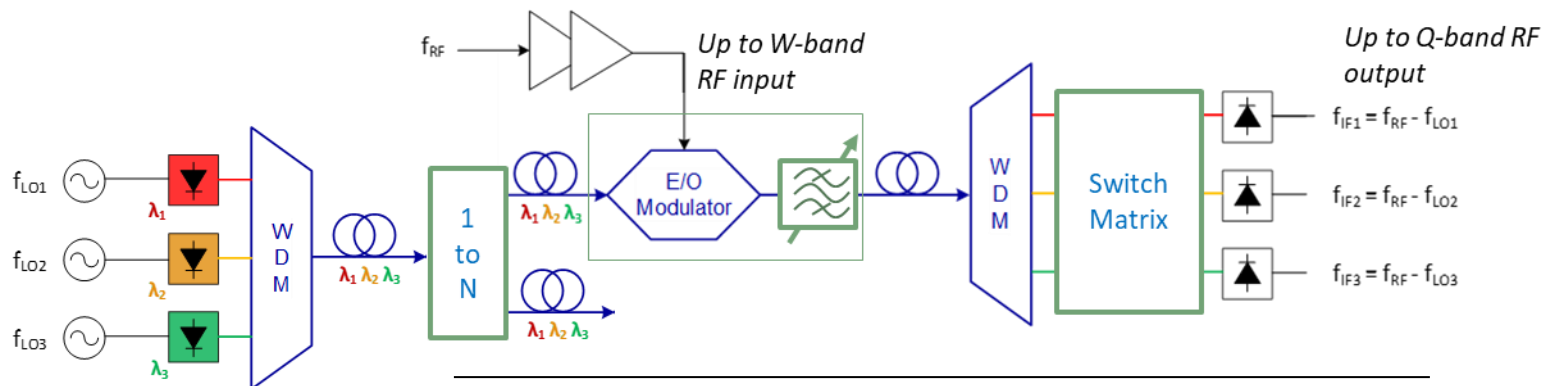 f_RF
Up to W-band
RF input
Up to Q-band RF
output
f_LO1
λ₁
f_LO2
λ₂
f_LO3
λ₃
W
D
M
λ₁ λ₂ λ₃
1
to
N
λ₁ λ₂ λ₃
λ₁ λ₂ λ₃
E/O
Modulator
W
D
M
Switch
Matrix
f_IF1 = f_RF - f_LO1
f_IF2 = f_RF - f_LO2
f_IF3 = f_RF - f_LO3